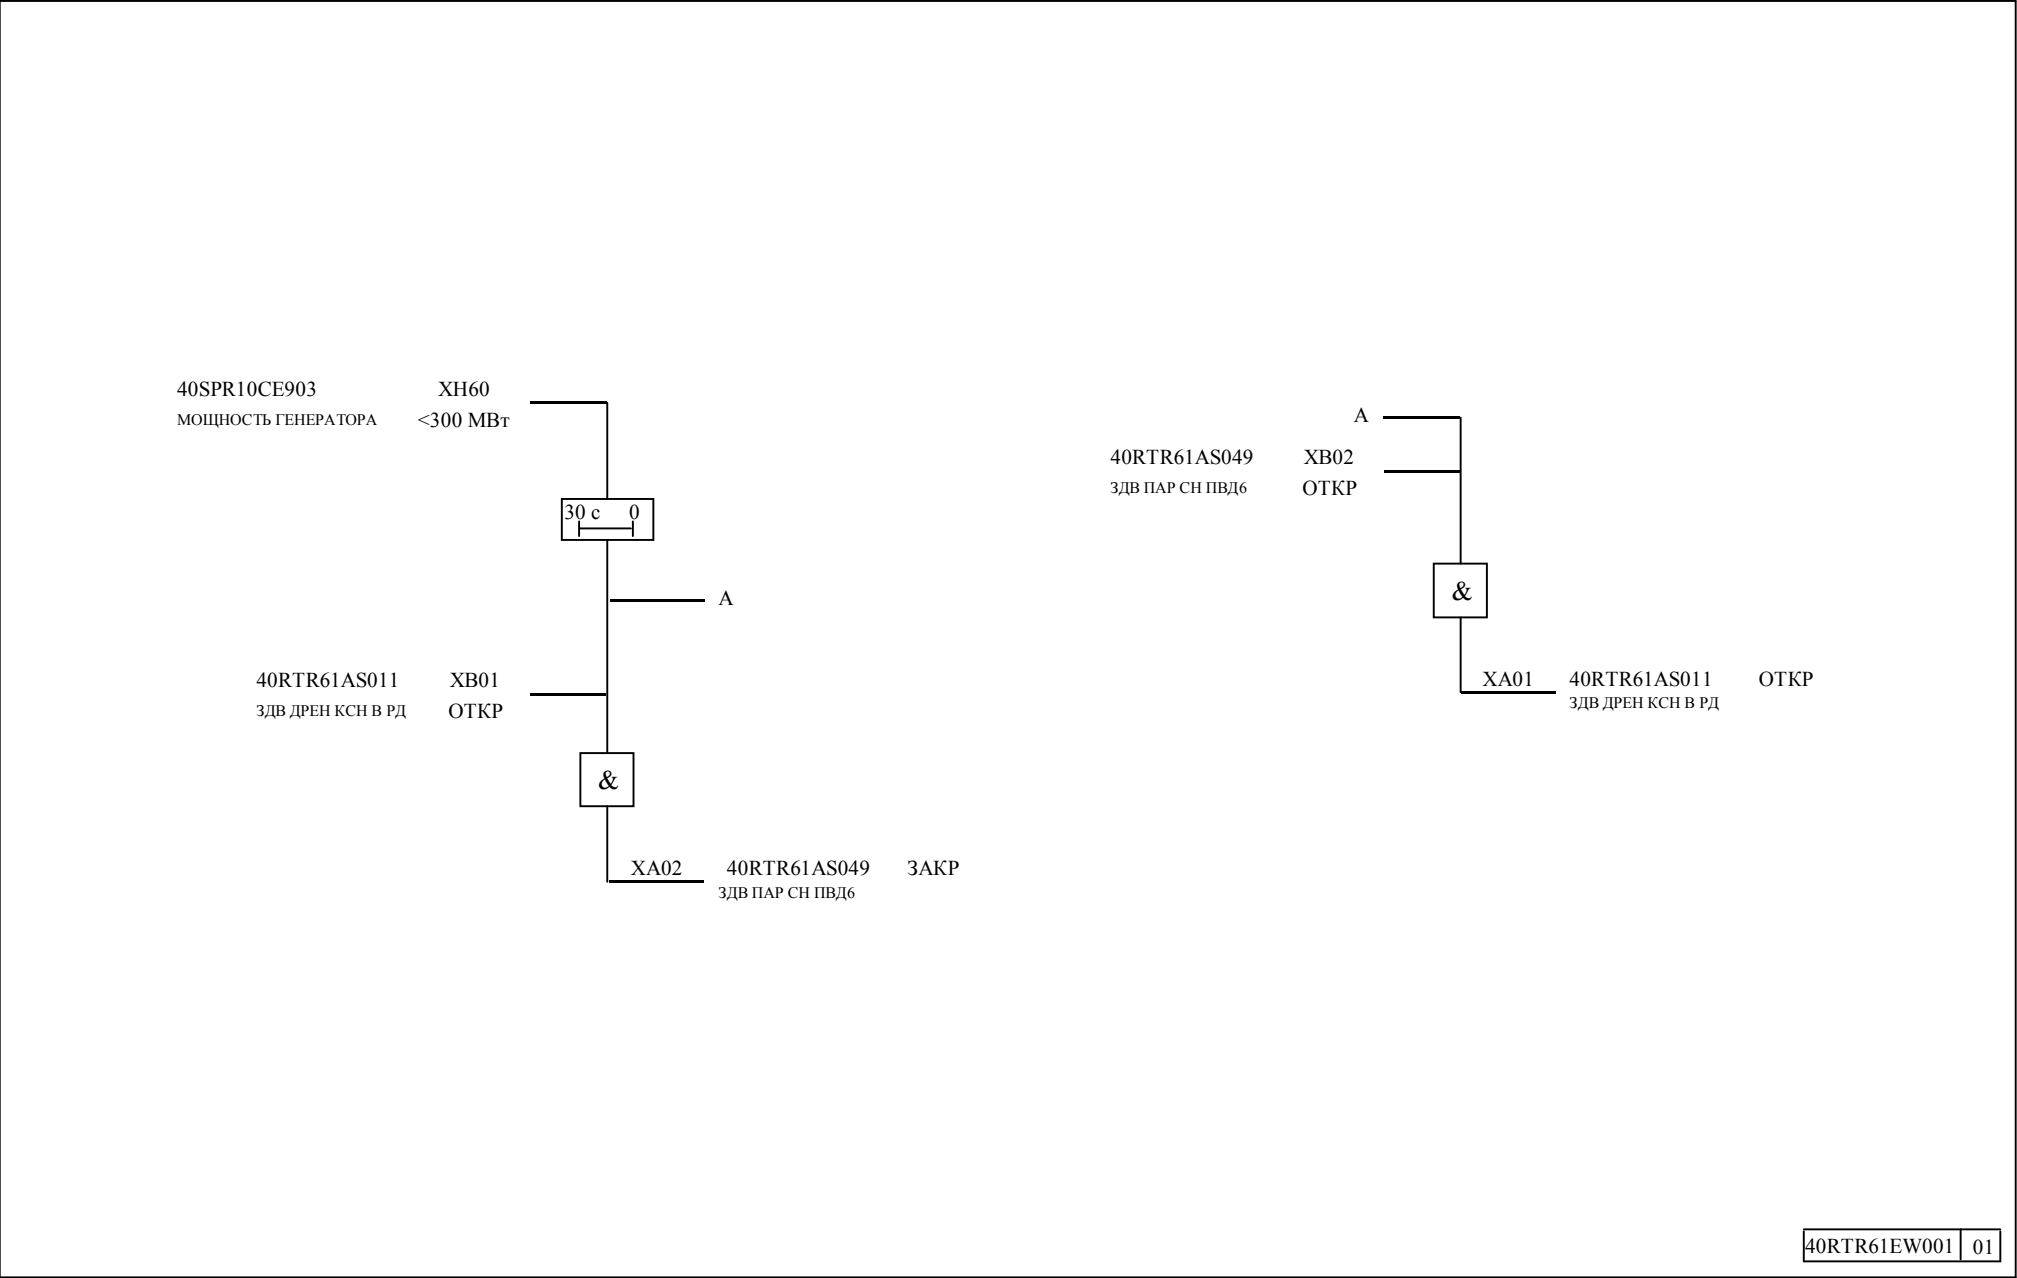 40SPR10CE903 XH60
МОЩНОСТЬ ГЕНЕРАТОРА <300 МВт
30 с 0
А
40RTR61AS011 XB01
ЗДВ ДРЕН КСН В РД ОТКР
&
XA02 40RTR61AS049 ЗАКР
ЗДВ ПАР СН ПВД6
А
40RTR61AS049 XB02
ЗДВ ПАР СН ПВД6 ОТКР
&
XA01 40RTR61AS011 ОТКР
ЗДВ ДРЕН КСН В РД
40RTR61EW001 01